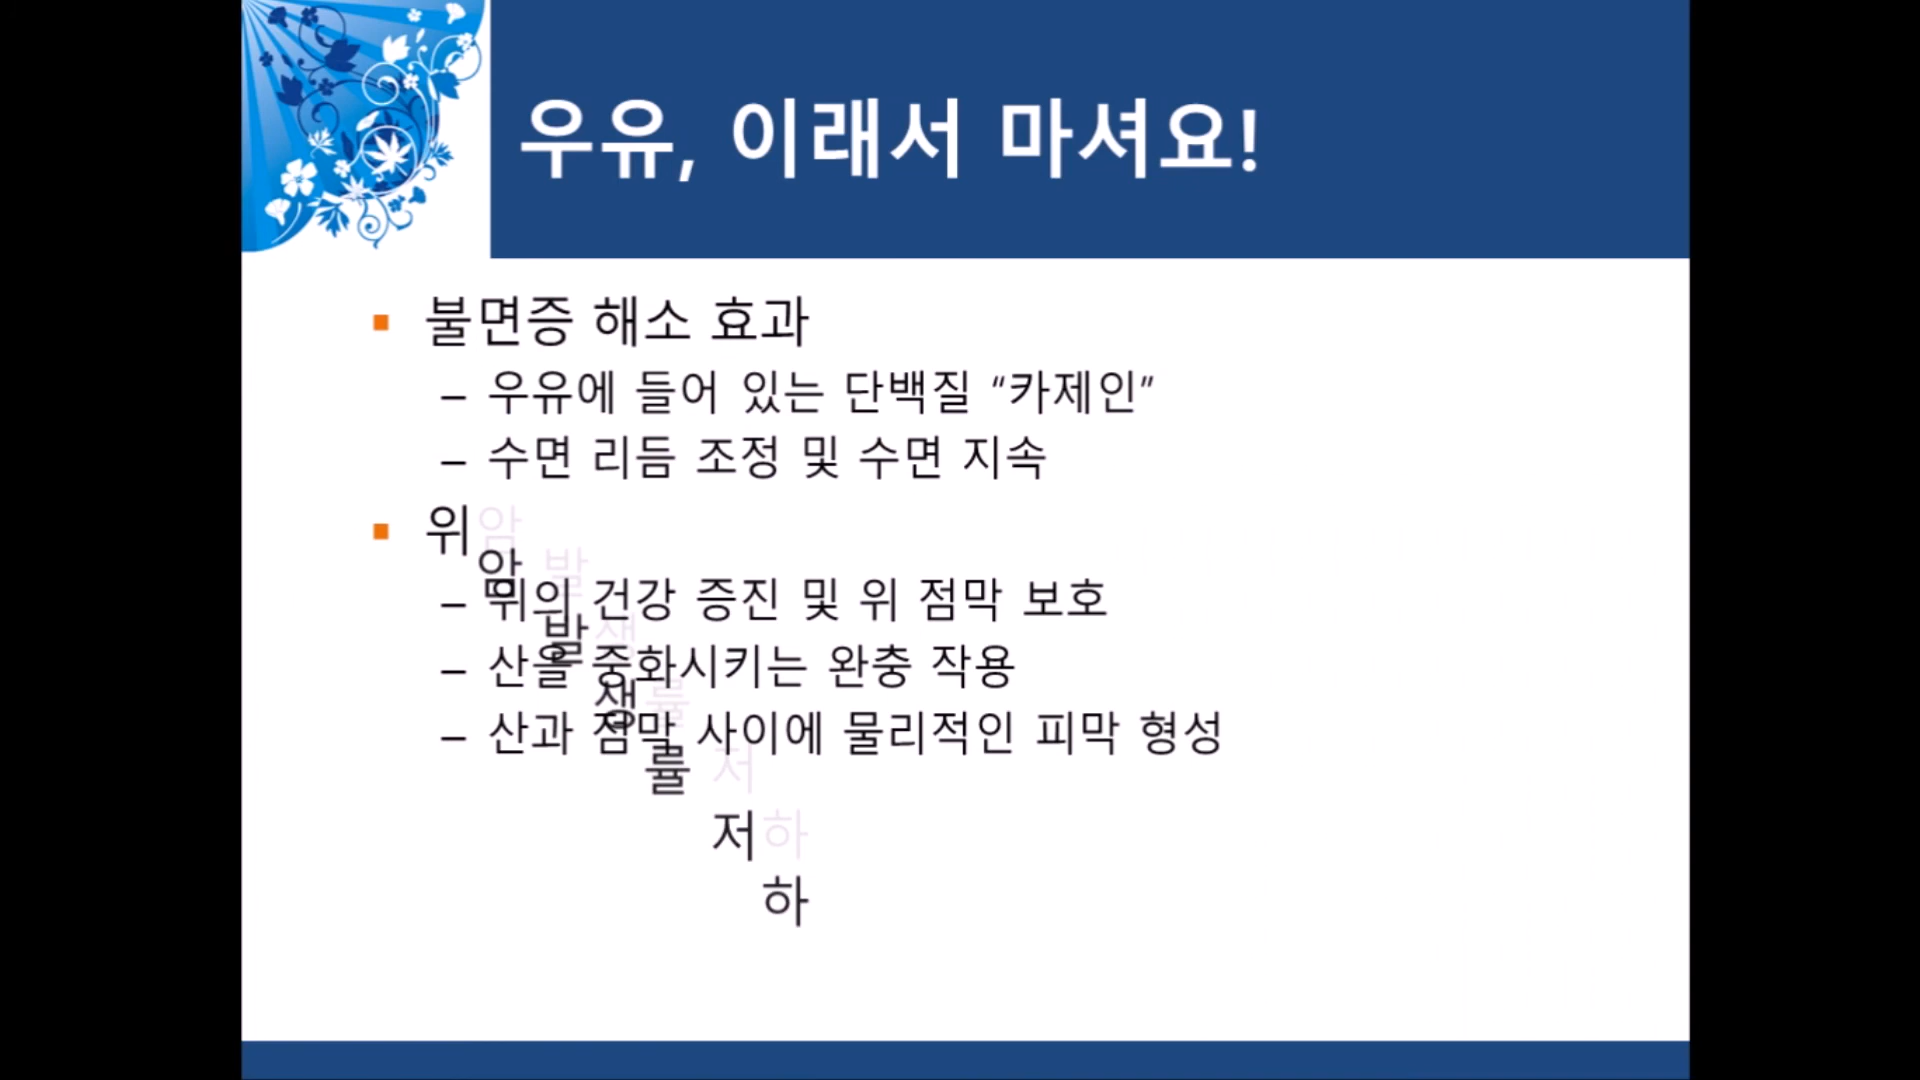 우유, 이래서 마셔요!
불면증 해소 효과
– 우유에 들어 있는 단백질 “카제인”
– 수면 리듬 조정 및 수면 지속
위암 발생률 저하
– 위의 건강 증진 및 위 점막 보호
– 산을 중화시키는 완충 작용
– 산과 점막 사이에 물리적인 피막 형성